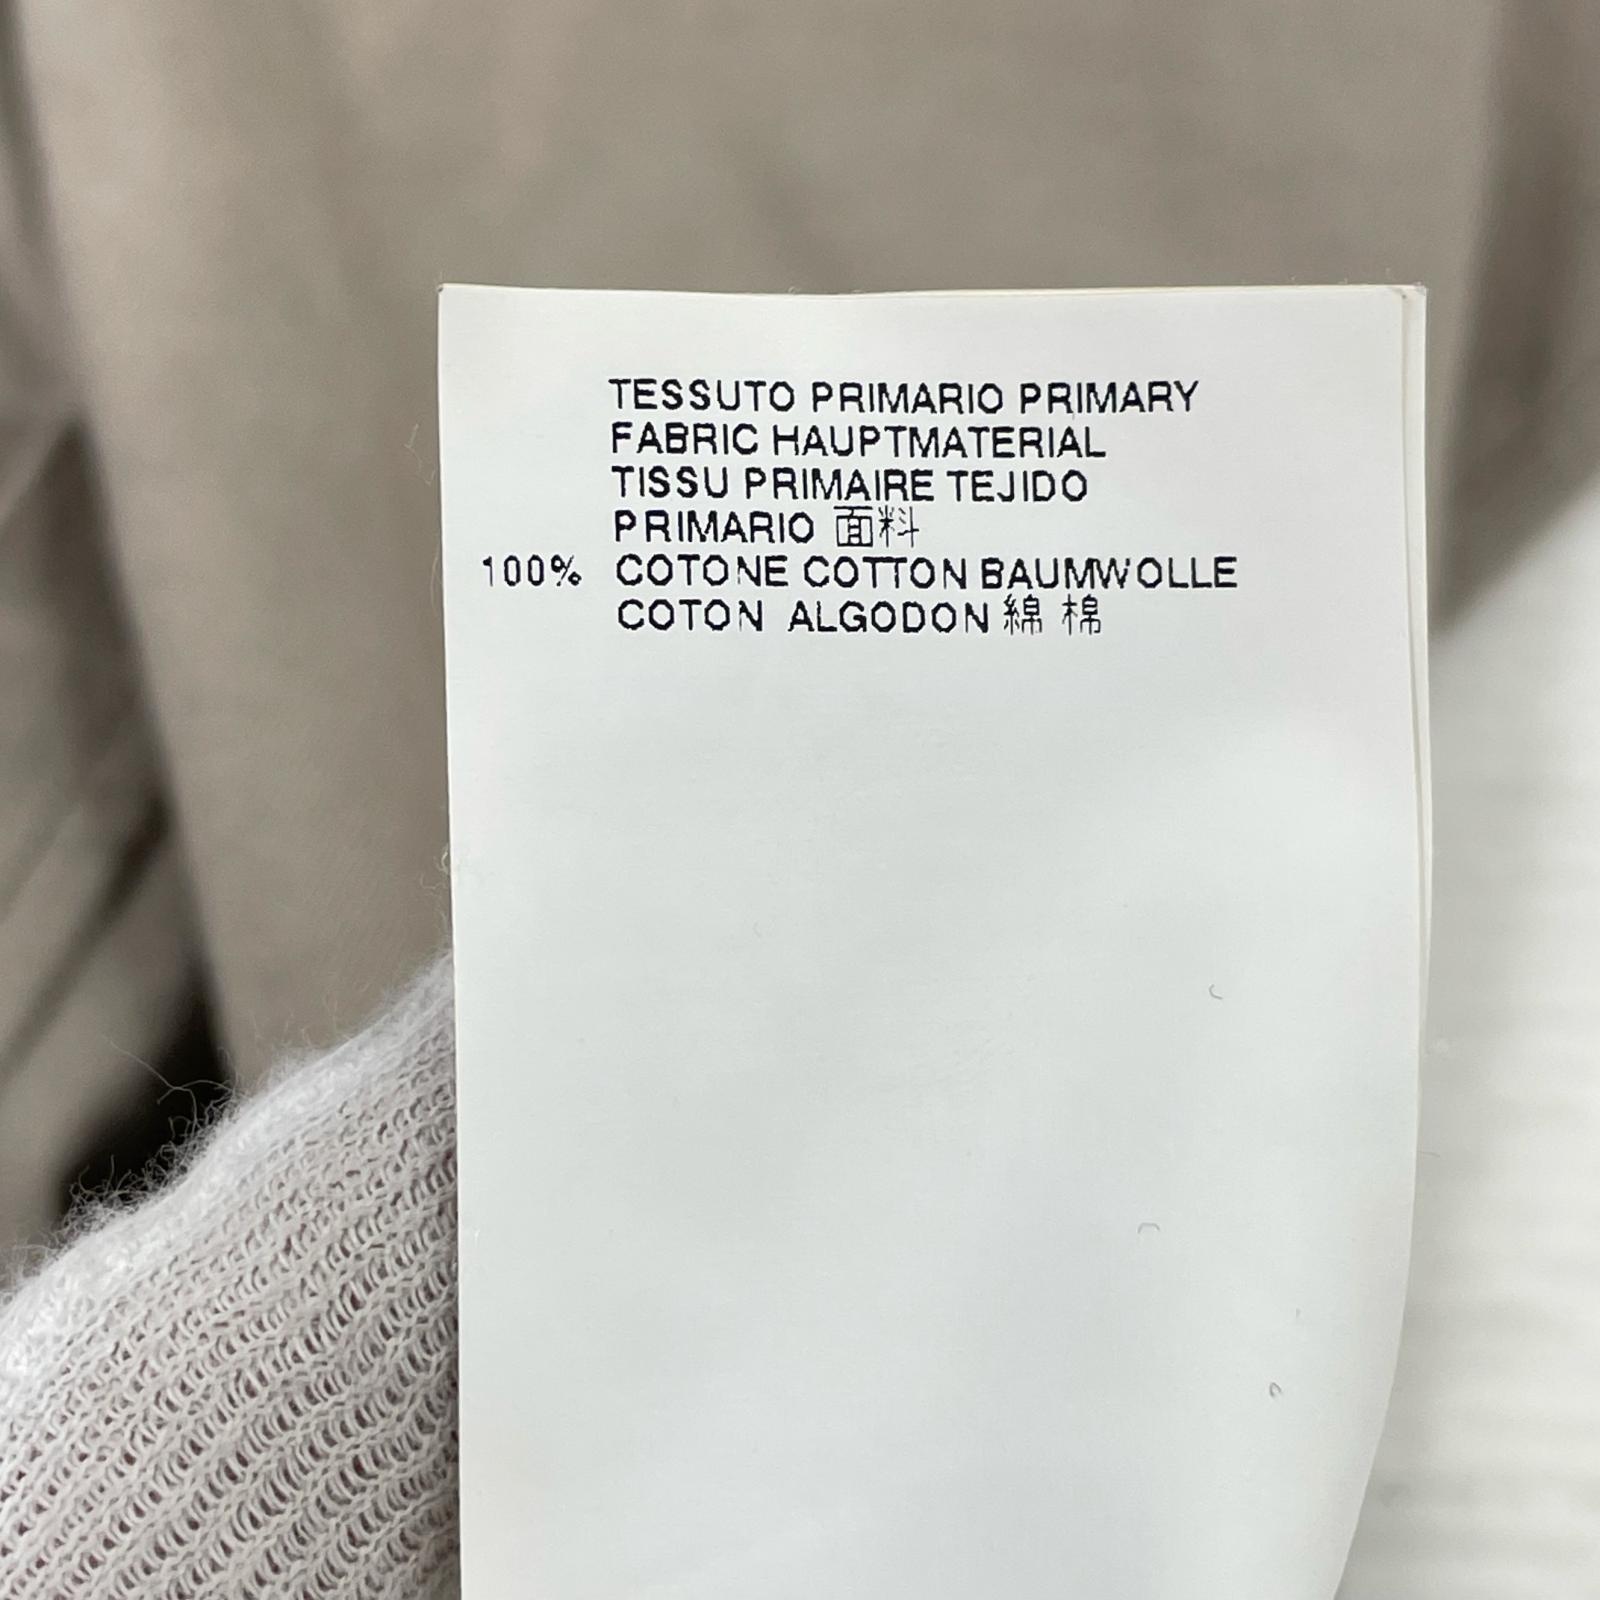 TESSUTO PRIMARIO PRIMARY
FABRIC HAUPTMATERIAL
TISSU PRIMAIRE TEJIDO
PRIMARIO 面料
100% COTONE COTTON BAUMWOLLE
COTON ALGODON 綿 棉